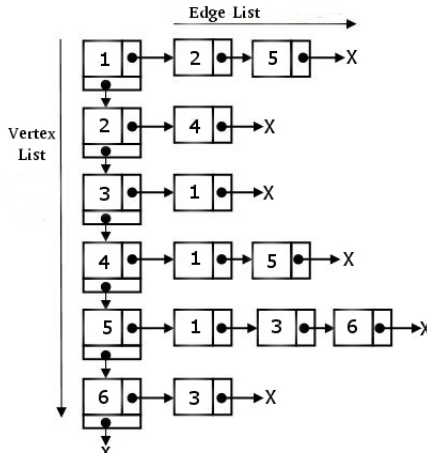 Edge List
Vertex
List
1 2 5 X
2 4 X
3 1 X
4 1 5 X
5 1 3 6 X
6 3 X
X